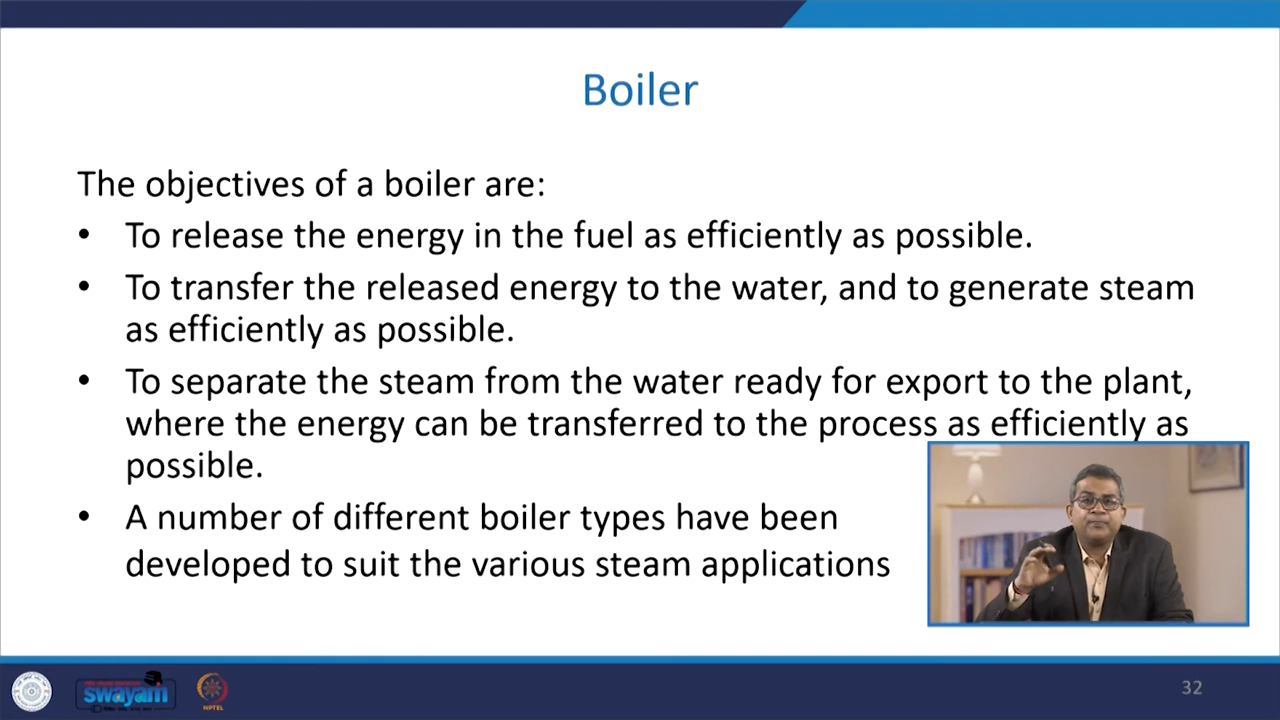 Boiler
The objectives of a boiler are:
• To release the energy in the fuel as efficiently as possible.
• To transfer the released energy to the water, and to generate steam
as efficiently as possible.
• To separate the steam from the water ready for export to the plant,
where the energy can be transferred to the process as efficiently as
possible.
• A number of different boiler types have been
developed to suit the various steam applications
swayam
NPTEL
32